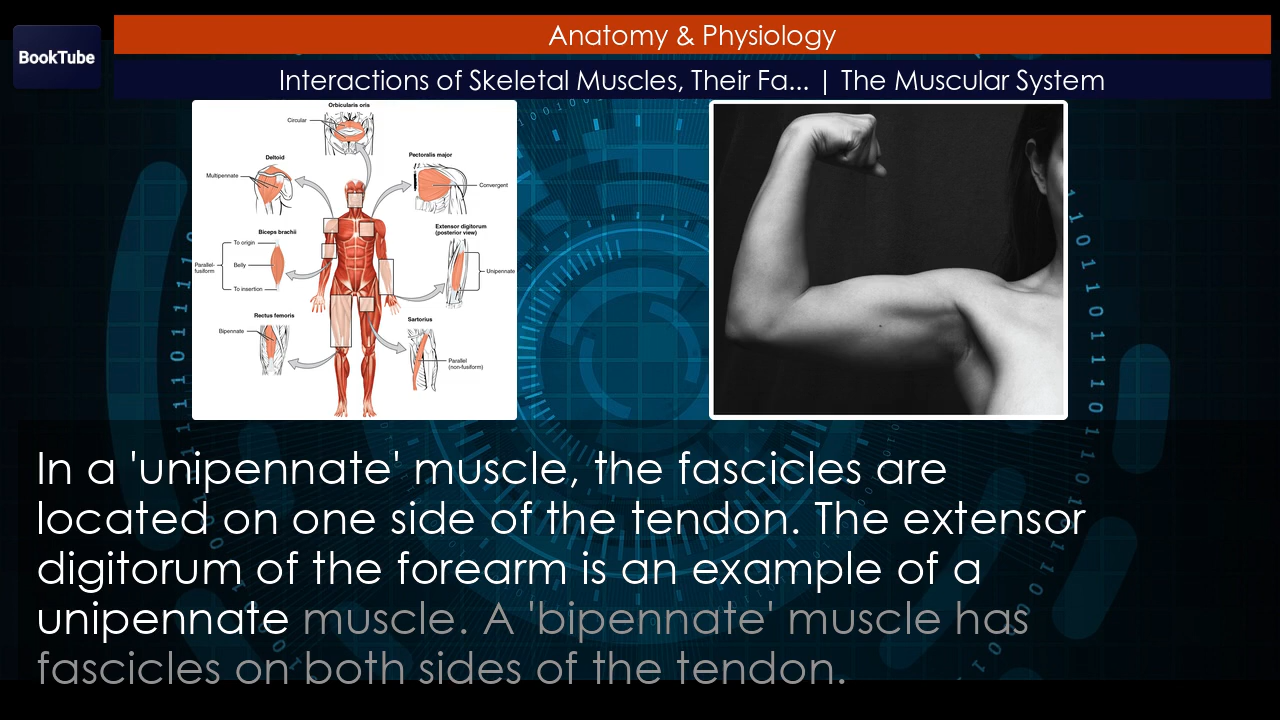 BookTube
Anatomy & Physiology
Interactions of Skeletal Muscles, Their Fa... | The Muscular System
Orbicularis oris
Circular
Deltoid
Multipennate
Pectoralis major
Convergent
Biceps brachii
To origin
Parallel-
fusiform
Belly
To insertion
Extensor digitorum
(posterior view)
Unipennate
Rectus femoris
Bipennate
Sartorius
Parallel
(non-fusiform)
In a 'unipennate' muscle, the fascicles are
located on one side of the tendon. The extensor
digitorum of the forearm is an example of a
unipennate muscle. A 'bipennate' muscle has
fascicles on both sides of the tendon.